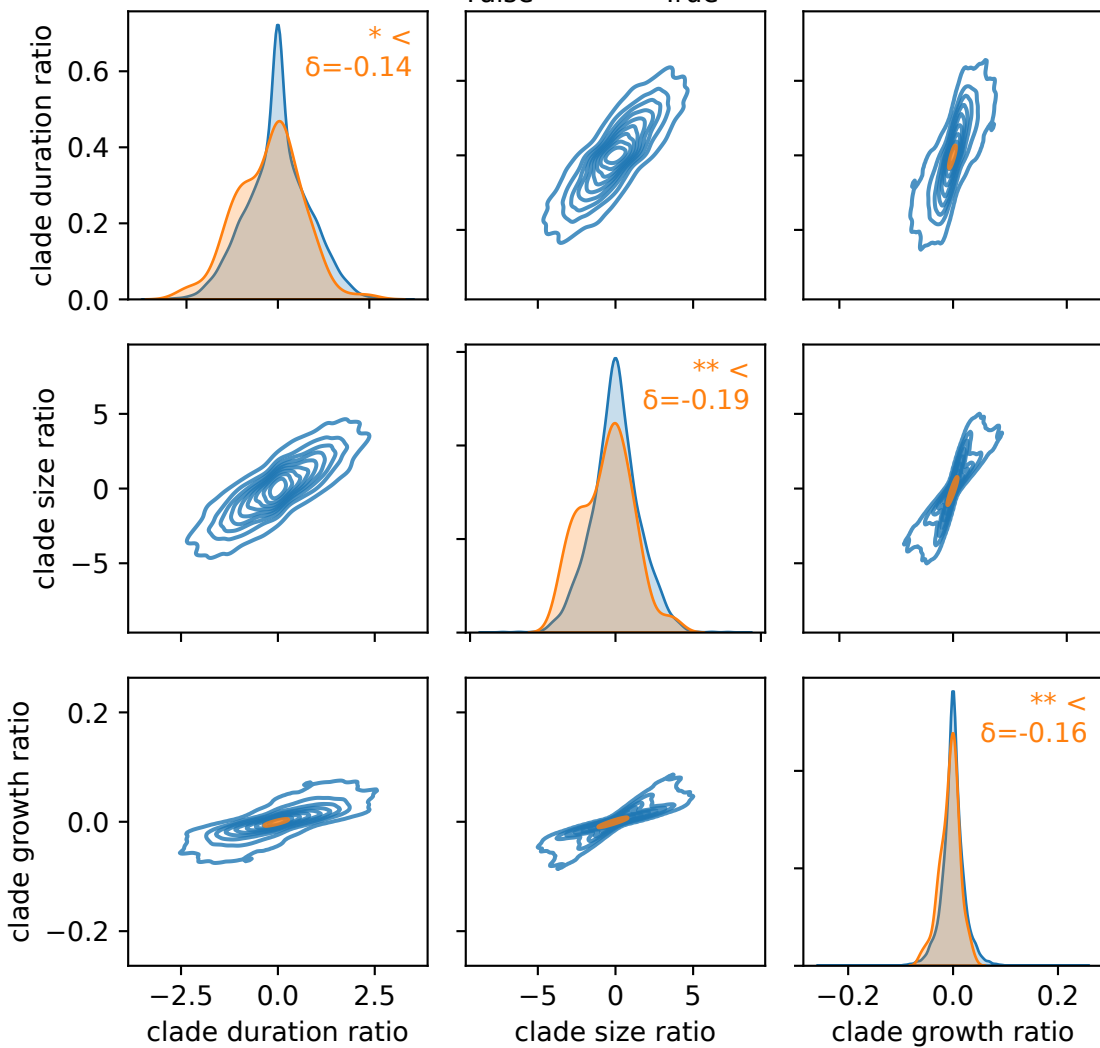 True
* <
δ=-0.14
clade duration ratio
0.6
0.4
0.2
0.0
** <
δ=-0.19
clade size ratio
5
0
−5
** <
δ=-0.16
clade growth ratio
0.2
0.0
−0.2
−2.5 0.0 2.5
−5 0 5
−0.2 0.0 0.2
clade duration ratio
clade size ratio
clade growth ratio